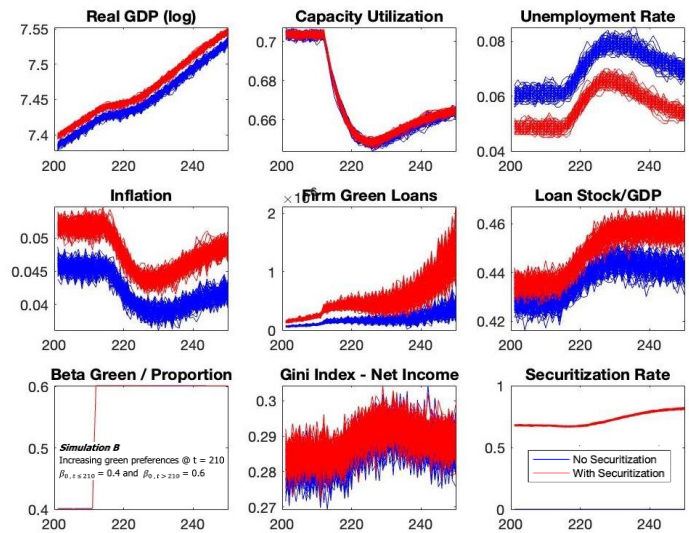 Real GDP (log)
7.55
7.5
7.45
7.4
200 220 240
Capacity Utilization
0.7
0.68
0.66
200 220 240
Unemployment Rate
0.08
0.06
0.04
200 220 240
Inflation
0.05
0.045
0.04
200 220 240
Firm Green Loans
× 10⁶
2
1
0
200 220 240
Loan Stock/GDP
0.46
0.44
0.42
200 220 240
Beta Green / Proportion
0.6
0.5
0.4
Simulation B
Increasing green preferences @ t = 210
β₀,t≤210 = 0.4 and β₀,t>210 = 0.6
200 220 240
Gini Index - Net Income
0.3
0.29
0.28
0.27
200 220 240
Securitization Rate
1
0.5
0
No Securitization
With Securitization
200 220 240